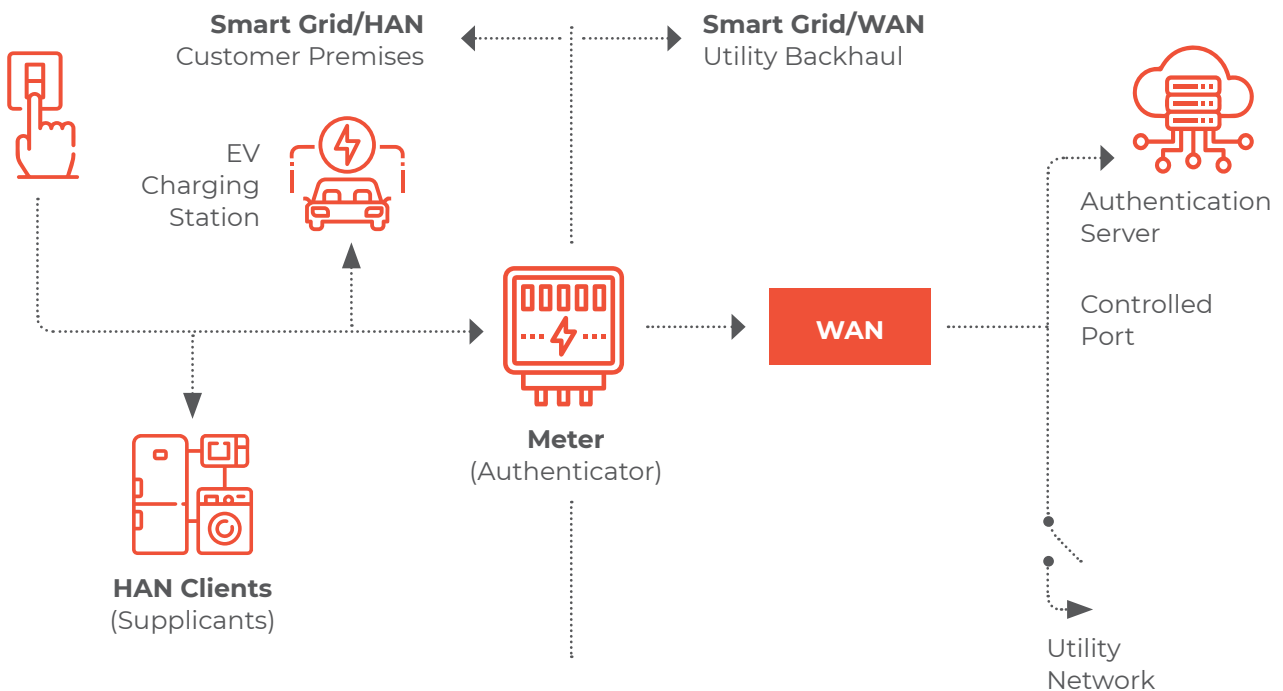 Smart Grid/HAN
Customer Premises
Smart Grid/WAN
Utility Backhaul
EV
Charging
Station
Authentication
Server
Controlled
Port
WAN
Meter
(Authenticator)
HAN Clients
(Supplicants)
Utility
Network